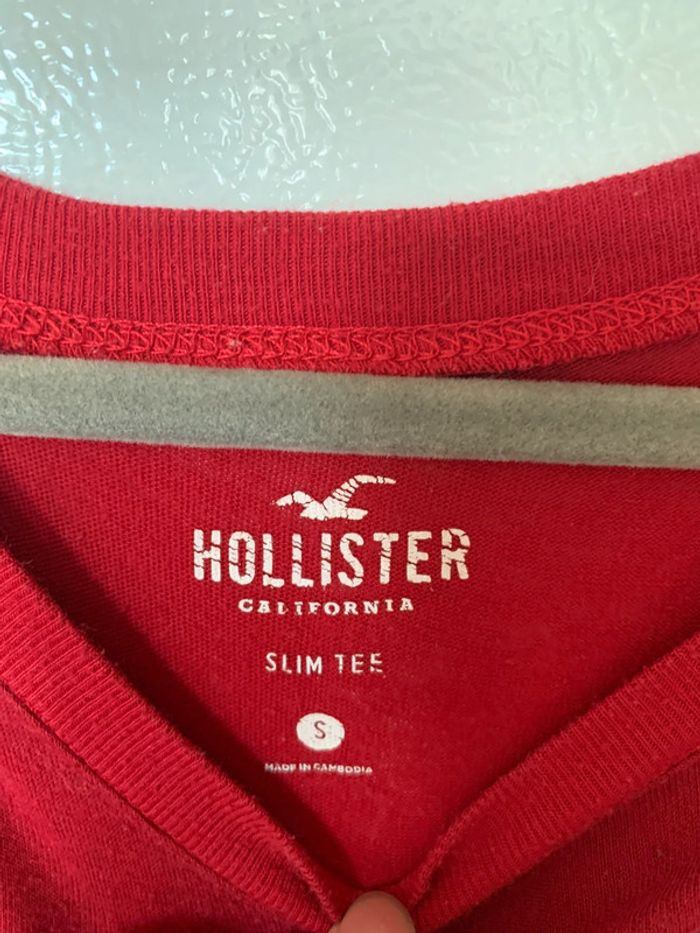 HOLLISTER
CALIFORNIA
SLIM TEE
S
MADE IN CAMBODIA